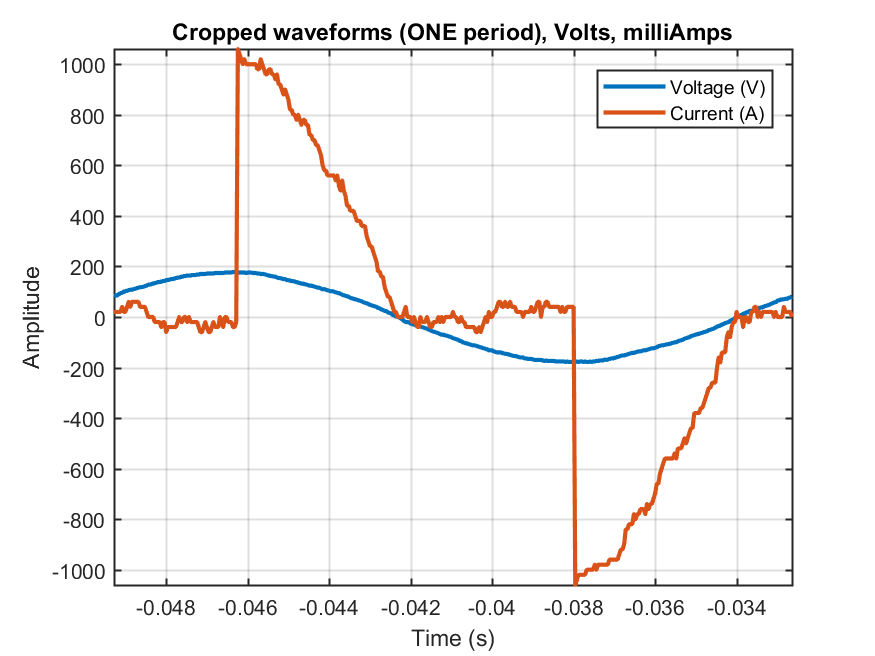 Cropped waveforms (ONE period), Volts, milliAmps
Voltage (V)
Current (A)
1000
800
600
400
200
0
-200
-400
-600
-800
-1000
Amplitude
-0.048 -0.046 -0.044 -0.042 -0.04 -0.038 -0.036 -0.034
Time (s)